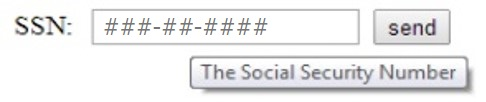 SSN: ###-##-#### send
The Social Security Number